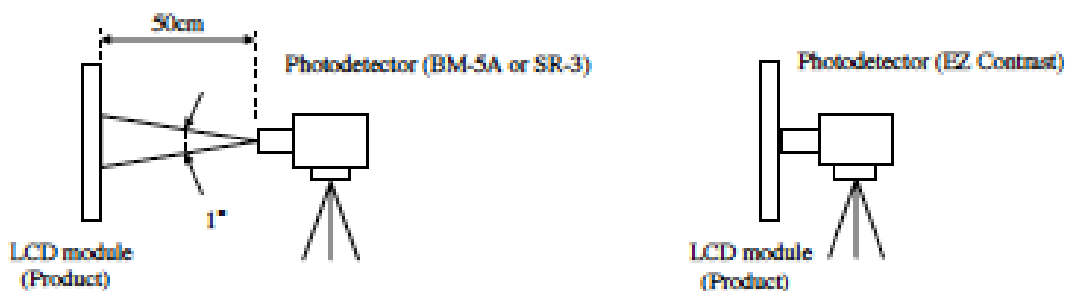 50cm
Photodetector (BM-5A or SR-3)
1°
LCD module
(Product)
Photodetector (EZ Contrast)
LCD module
(Product)